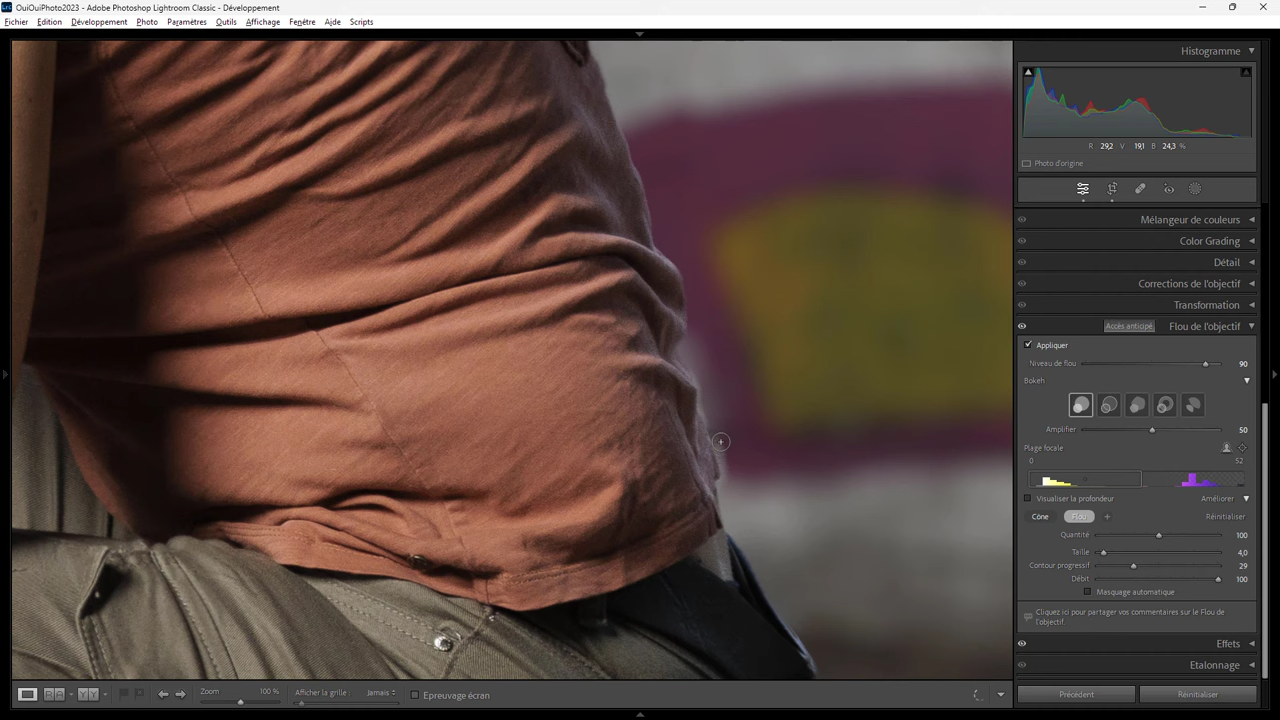 OuiOuiPhoto2023 - Adobe Photoshop Lightroom Classic - Développement
Fichier Edition Développement Photo Paramètres Outils Affichage Fenêtre Aide Scripts
Histogramme
R 29,2 V 19,1 B 24,3 %
Photo d'origine
Mélangeur de couleurs
Color Grading
Détail
Corrections de l'objectif
Transformation
Accès anticipé Flou de l'objectif
Appliquer
Niveau de flou 90
Bokeh
Amplifier 50
Plage focale
0 52
Visualiser la profondeur Améliorer
Cône Flou + Réinitialiser
Quantité 100
Taille 4,0
Contour progressif 29
Débit 100
Masquage automatique
Cliquez ici pour partager vos commentaires sur le Flou de
l'objectif.
Effets
Etalonnage
Zoom 100 % Afficher la grille : Jamais Epreuvage écran
Précédent Réinitialiser